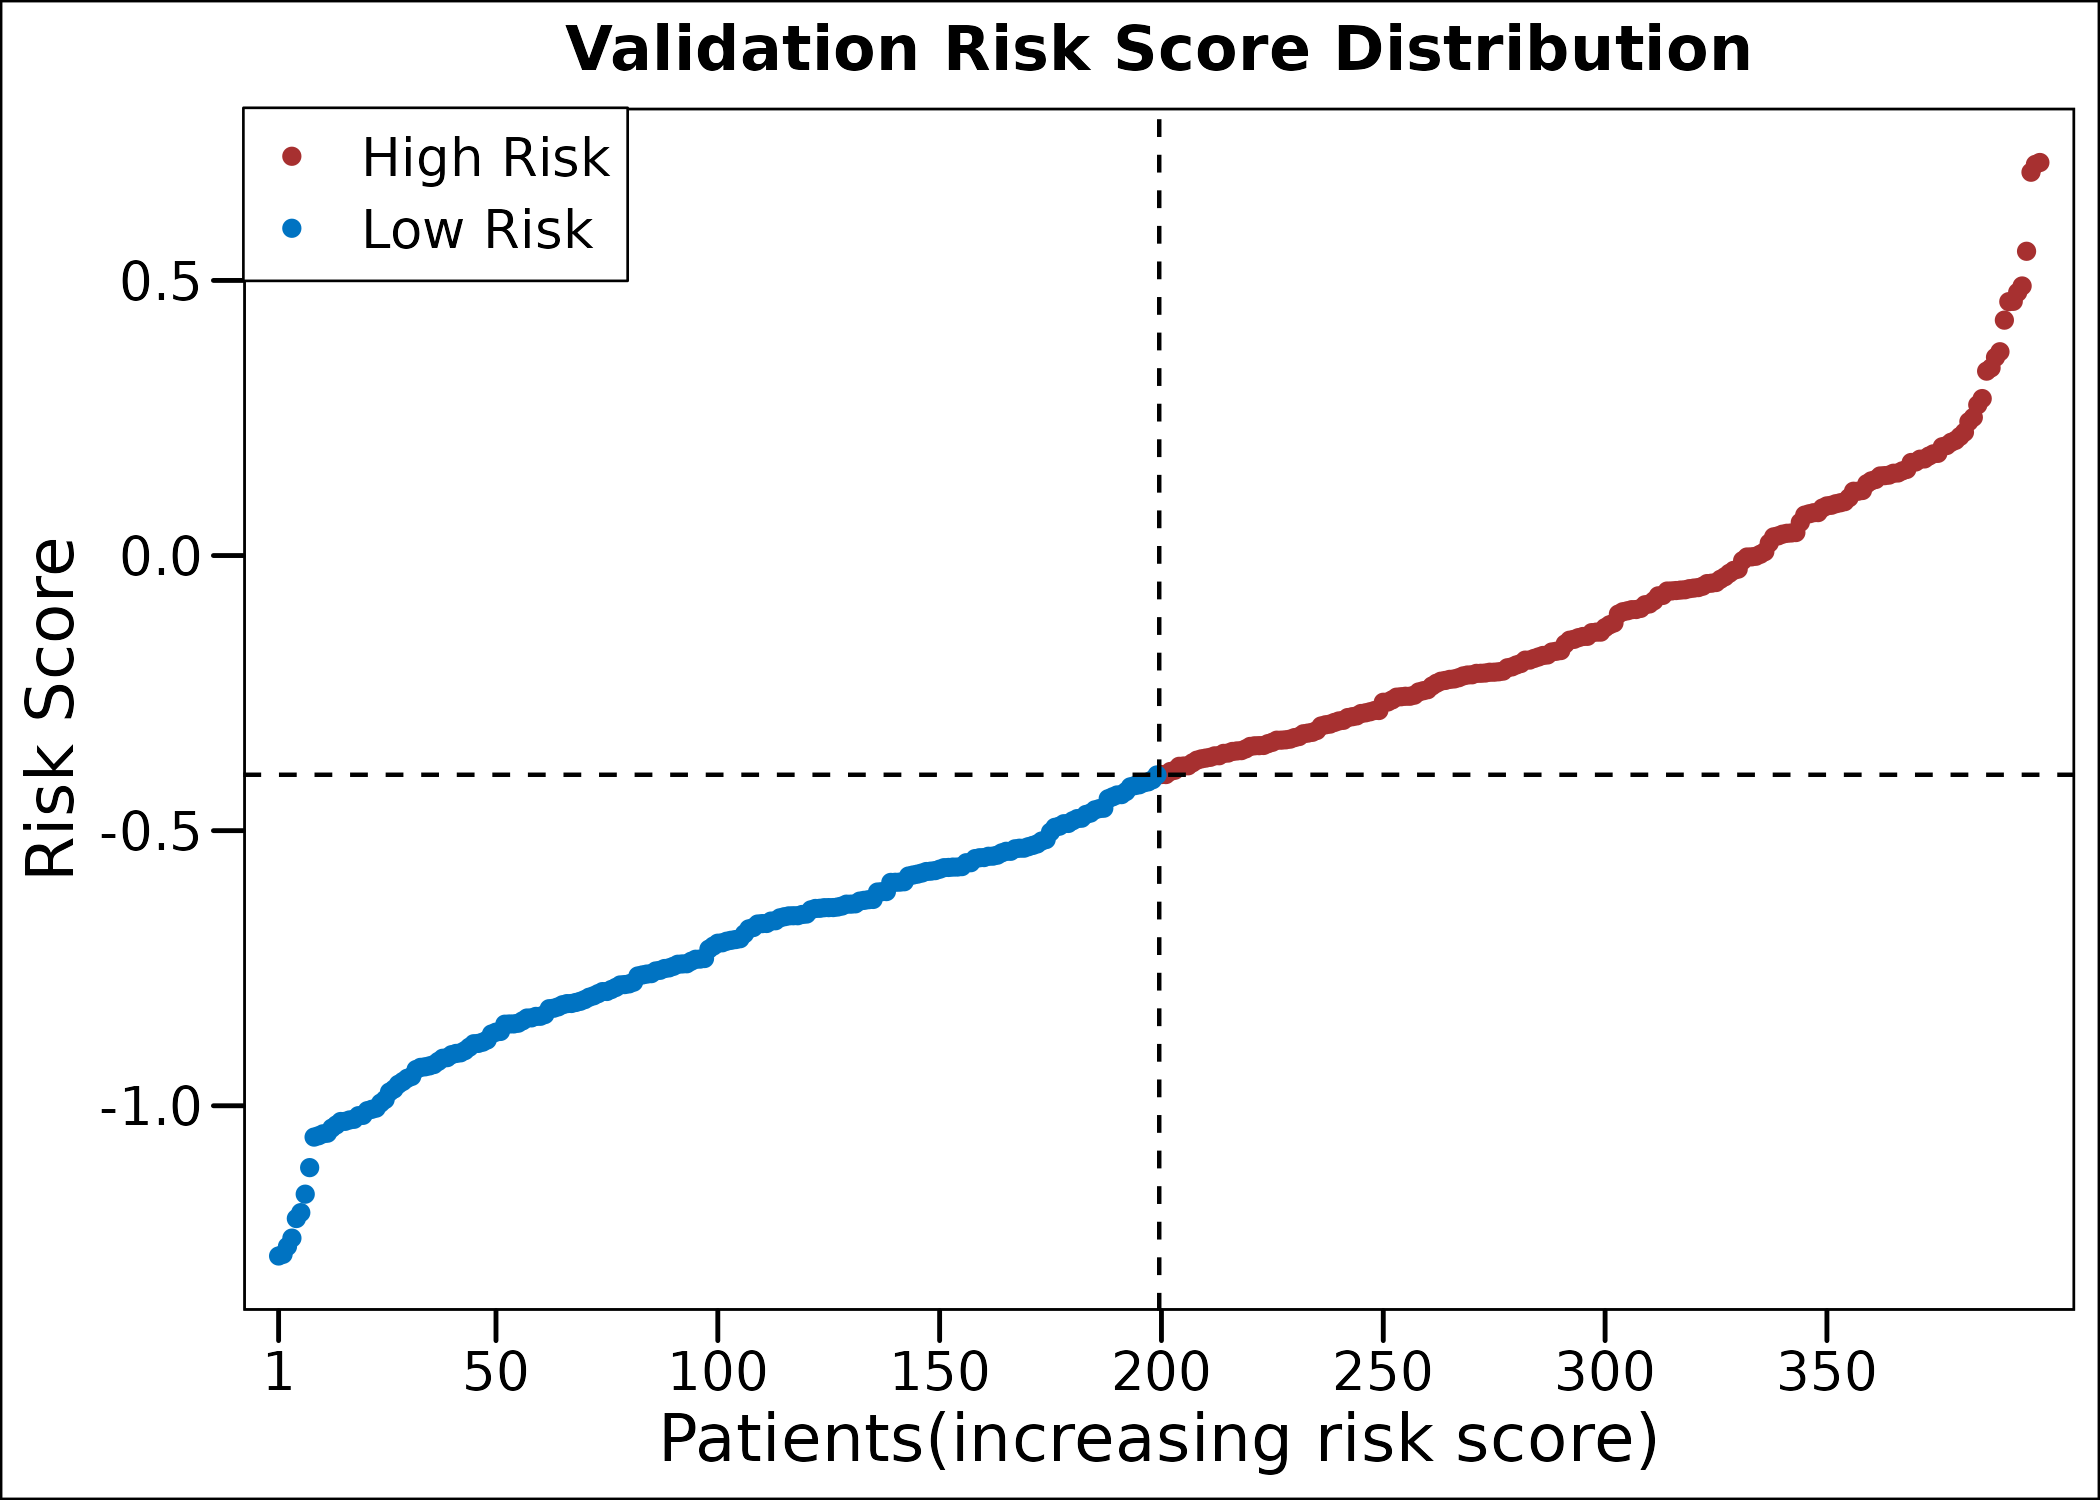 Validation Risk Score Distribution
High Risk
Low Risk
0.5
0.0
-0.5
-1.0
Risk Score
1 50 100 150 200 250 300 350
Patients(increasing risk score)